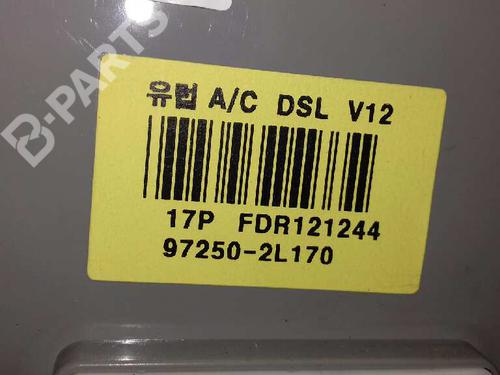 B-PARTS
유럽 A/C DSL V12
17P FDR121244
97250-2L170